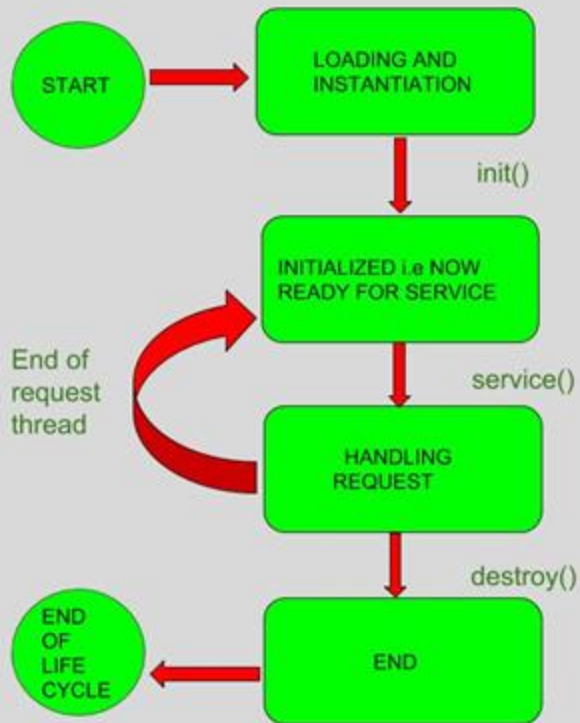 START
LOADING AND
INSTANTIATION
init()
INITIALIZED i.e NOW
READY FOR SERVICE
End of
request
thread
service()
HANDLING
REQUEST
destroy()
END
OF
LIFE
CYCLE
END